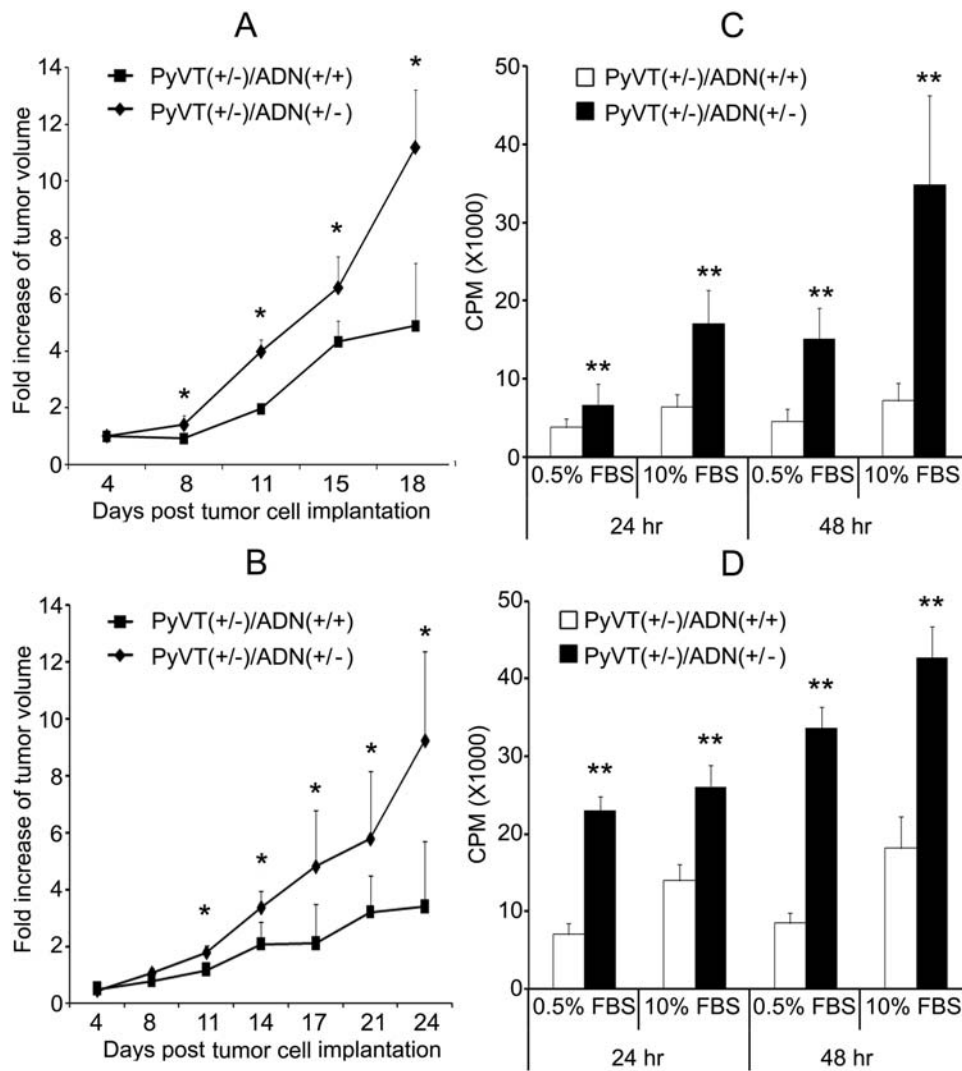 A
14
12
10
8
6
4
2
0
Fold increase of tumor volume
PyVT(+/-)/ADN(+/+)
PyVT(+/-)/ADN(+/-)
*
*
*
*
*
4 8 11 15 18
Days post tumor cell implantation
C
50
40
30
20
10
0
CPM (X1000)
PyVT(+/-)/ADN(+/+)
PyVT(+/-)/ADN(+/-)
**
**
**
**
0.5% FBS 10% FBS 0.5% FBS 10% FBS
24 hr 48 hr
B
14
12
10
8
6
4
2
0
Fold increase of tumor volume
PyVT(+/-)/ADN(+/+)
PyVT(+/-)/ADN(+/-)
*
*
*
*
*
4 8 11 14 17 21 24
Days post tumor cell implantation
D
50
40
30
20
10
0
CPM (X1000)
PyVT(+/-)/ADN(+/+)
PyVT(+/-)/ADN(+/-)
**
**
**
**
0.5% FBS 10% FBS 0.5% FBS 10% FBS
24 hr 48 hr